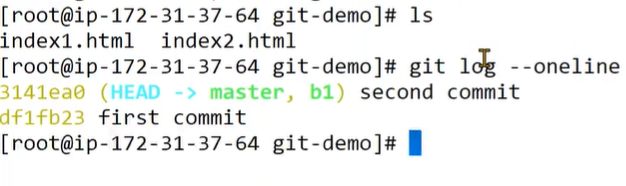 [root@ip-172-31-37-64 git-demo]# ls
index1.html  index2.html
[root@ip-172-31-37-64 git-demo]# git log --oneline
3141ea0 (HEAD -> master, b1) second commit
df1fb23 first commit
[root@ip-172-31-37-64 git-demo]#